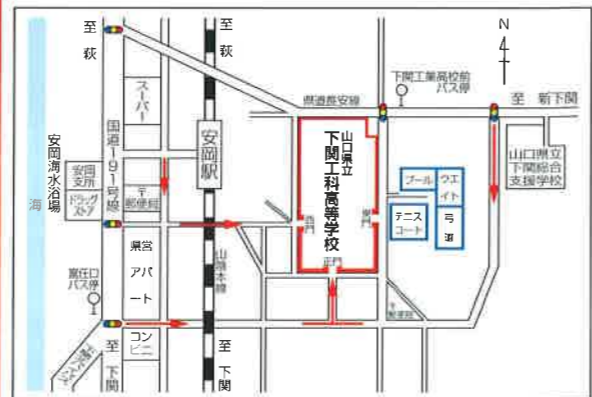 至 萩
至 萩
N
スーパー
国道191号線
安岡駅
県道長安線
下関工業高校前
バス停
至 新下関
山口県立
下関工科高等学校
山口県立
下関総合
支援学校
安岡海水浴場
海
安岡
支所
ドラッグ
ストア
〒
郵便局
プール
ウエイト
テニス
コート
弓道
西門
東門
正門
県営
アパート
山陰本線
富任口
バス停
コン
ビニ
至 下関
至 下関
〒
郵便局